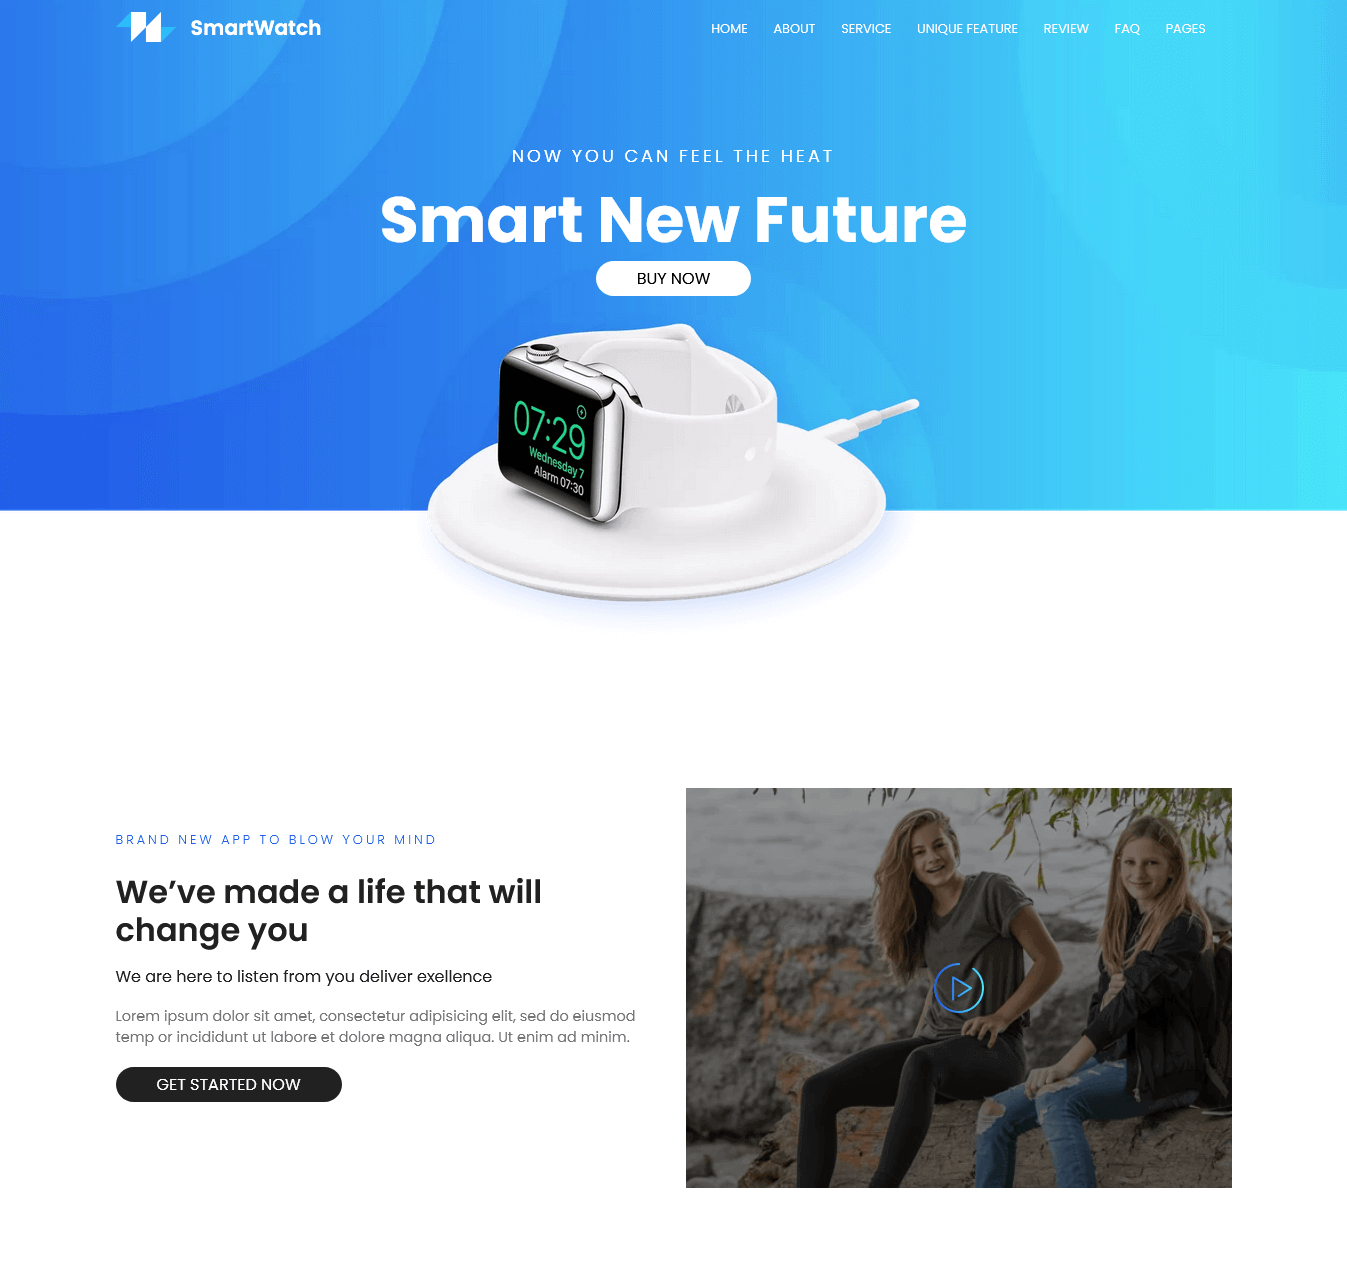 SmartWatch
HOME ABOUT SERVICE UNIQUE FEATURE REVIEW FAQ PAGES
NOW YOU CAN FEEL THE HEAT
Smart New Future
BUY NOW
07:29
Wednesday 7
Alarm 07:30
BRAND NEW APP TO BLOW YOUR MIND
We’ve made a life that will
change you
We are here to listen from you deliver exellence
Lorem ipsum dolor sit amet, consectetur adipisicing elit, sed do eiusmod
temp or incididunt ut labore et dolore magna aliqua. Ut enim ad minim.
GET STARTED NOW